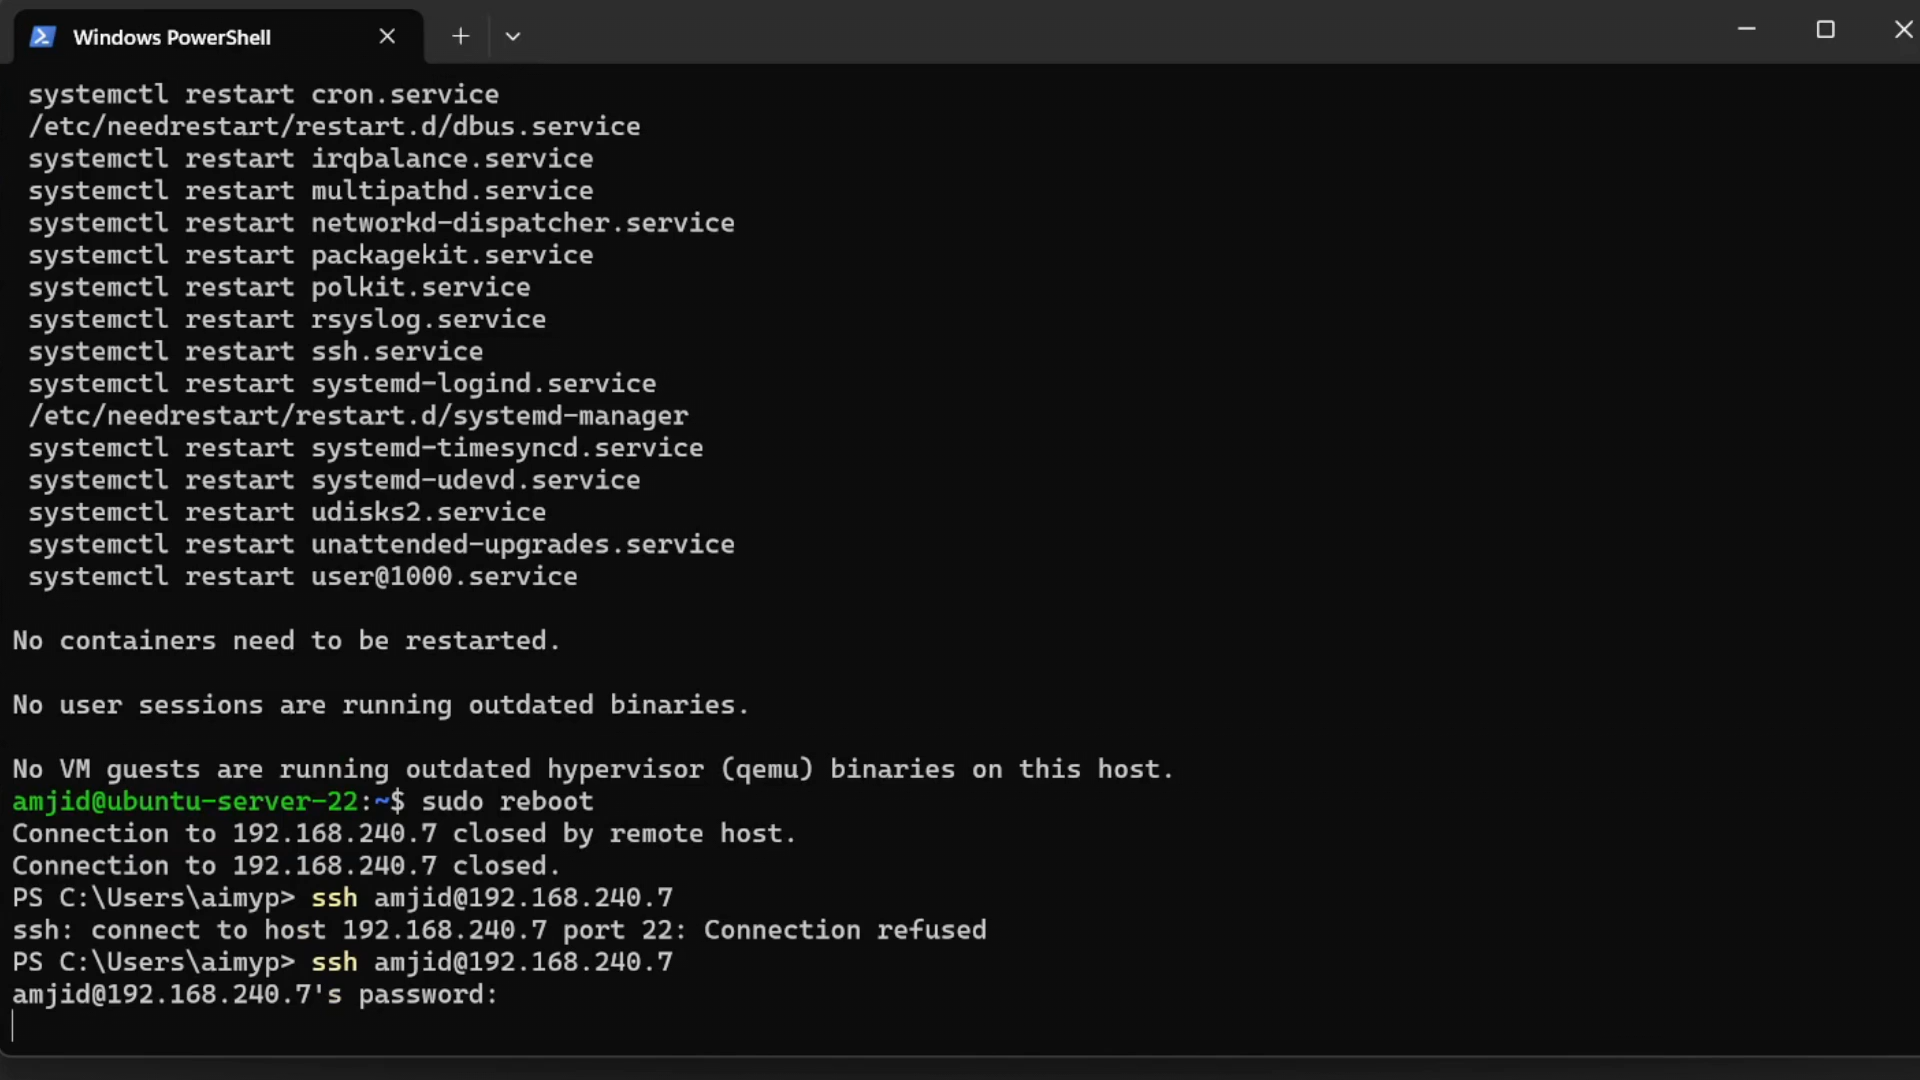 Windows PowerShell
systemctl restart cron.service
/etc/needrestart/restart.d/dbus.service
systemctl restart irqbalance.service
systemctl restart multipathd.service
systemctl restart networkd-dispatcher.service
systemctl restart packagekit.service
systemctl restart polkit.service
systemctl restart rsyslog.service
systemctl restart ssh.service
systemctl restart systemd-logind.service
/etc/needrestart/restart.d/systemd-manager
systemctl restart systemd-timesyncd.service
systemctl restart systemd-udevd.service
systemctl restart udisks2.service
systemctl restart unattended-upgrades.service
systemctl restart user@1000.service
No containers need to be restarted.
No user sessions are running outdated binaries.
No VM guests are running outdated hypervisor (qemu) binaries on this host.
amjid@ubuntu-server-22:~$ sudo reboot
Connection to 192.168.240.7 closed by remote host.
Connection to 192.168.240.7 closed.
PS C:\Users\aimyp> ssh amjid@192.168.240.7
ssh: connect to host 192.168.240.7 port 22: Connection refused
PS C:\Users\aimyp> ssh amjid@192.168.240.7
amjid@192.168.240.7's password: